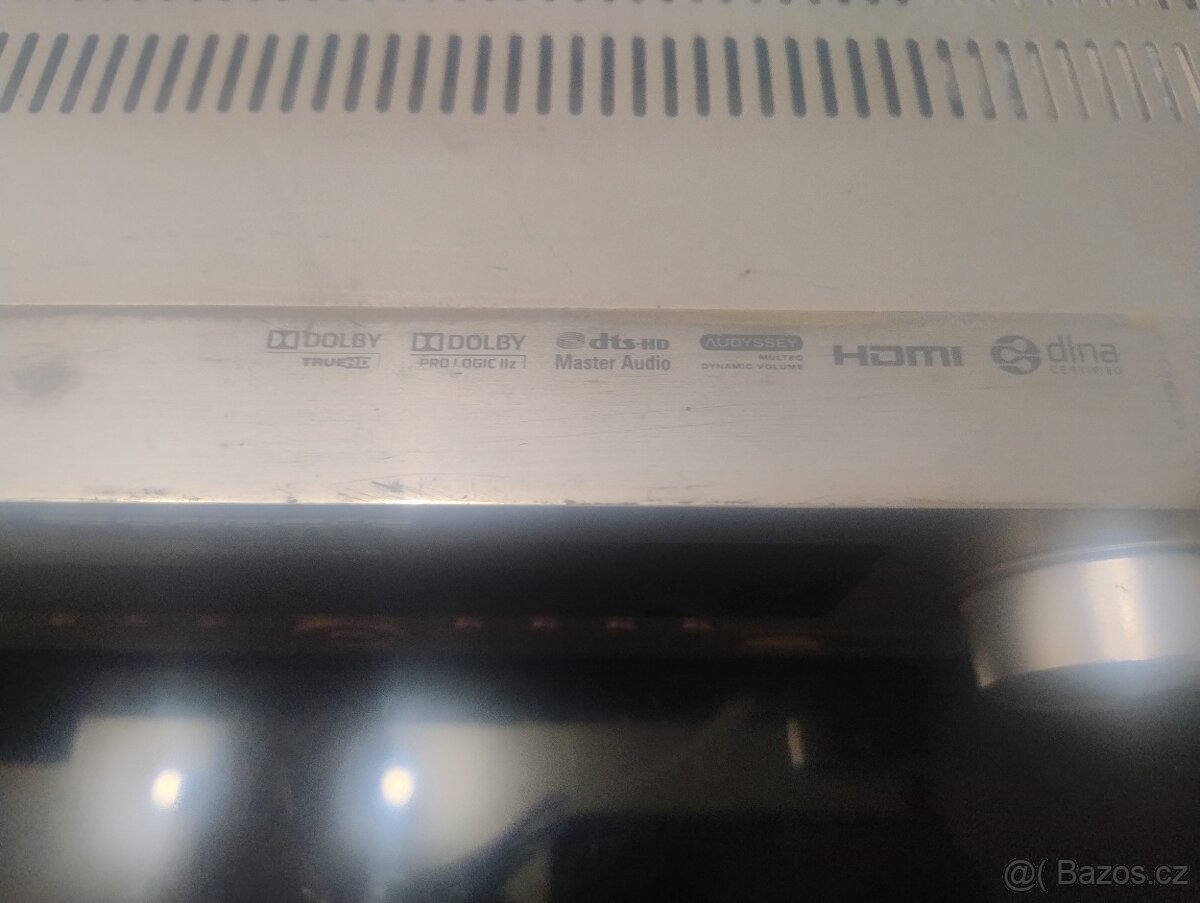 DOLBY
TRUEHD
DOLBY
PRO LOGIC IIz
dts-HD
Master Audio
AUDYSSEY
MULTEQ
DYNAMIC VOLUME
HDMI
dlna
CERTIFIED
@( Bazos.cz